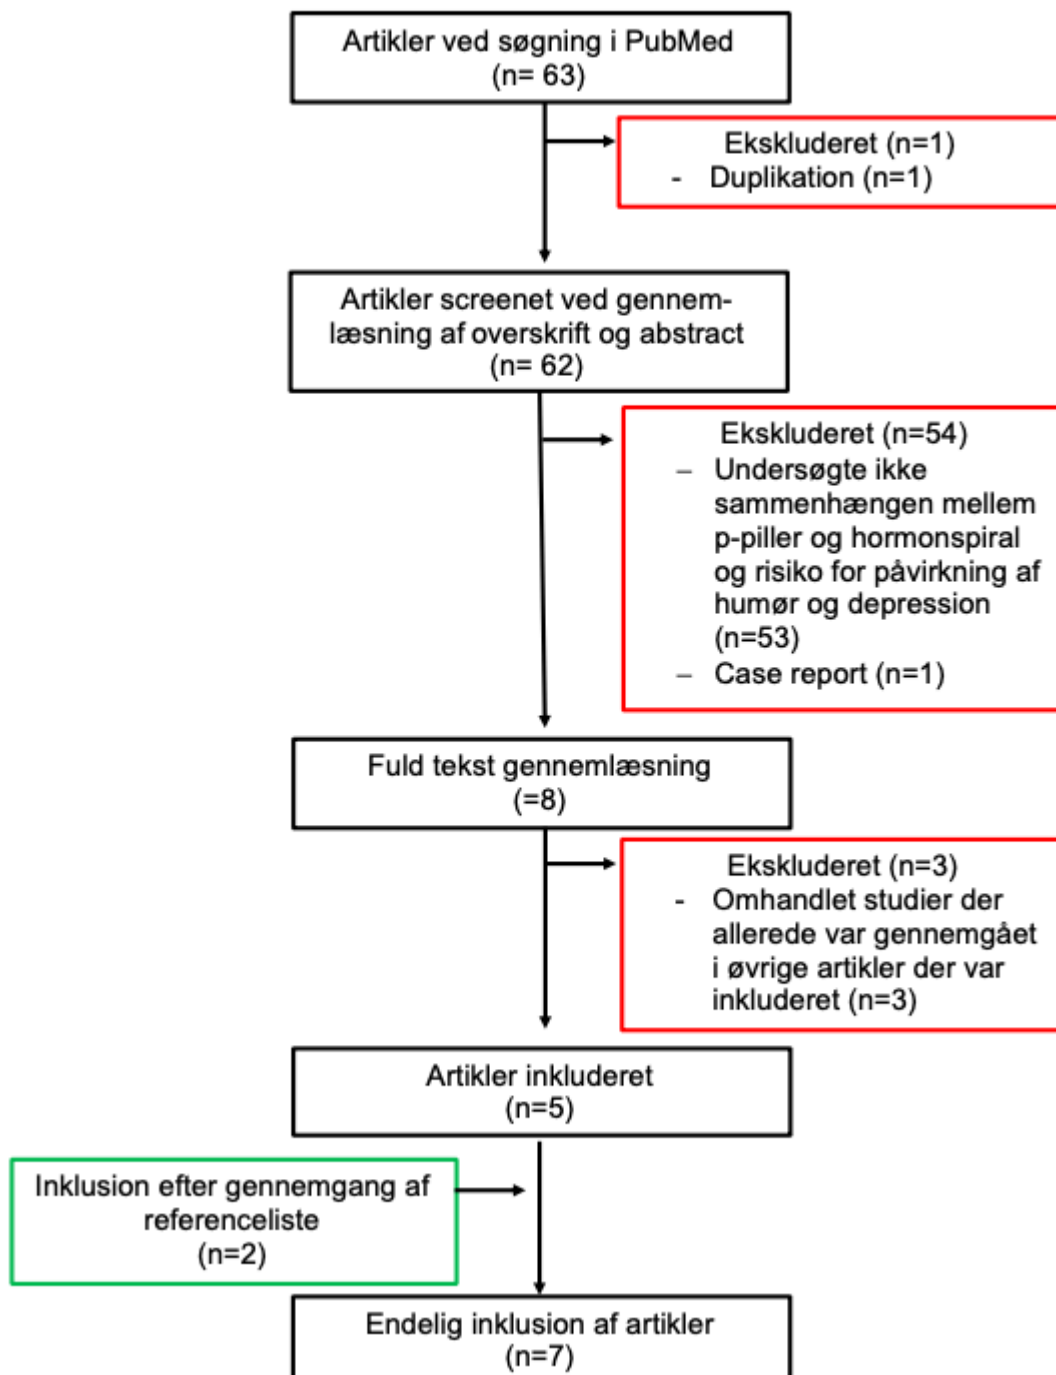 Artikler ved søgning i PubMed
(n= 63)
Ekskluderet (n=1)
- Duplikation (n=1)
Artikler screenet ved gennem-
læsning af overskrift og abstract
(n= 62)
Ekskluderet (n=54)
– Undersøgte ikke
sammenhængen mellem
p-piller og hormonspiral
og risiko for påvirkning af
humør og depression
(n=53)
– Case report (n=1)
Fuld tekst gennemlæsning
(=8)
Ekskluderet (n=3)
- Omhandlet studier der
allerede var gennemgået
i øvrige artikler der var
inkluderet (n=3)
Artikler inkluderet
(n=5)
Inklusion efter gennemgang af
referenceliste
(n=2)
Endelig inklusion af artikler
(n=7)